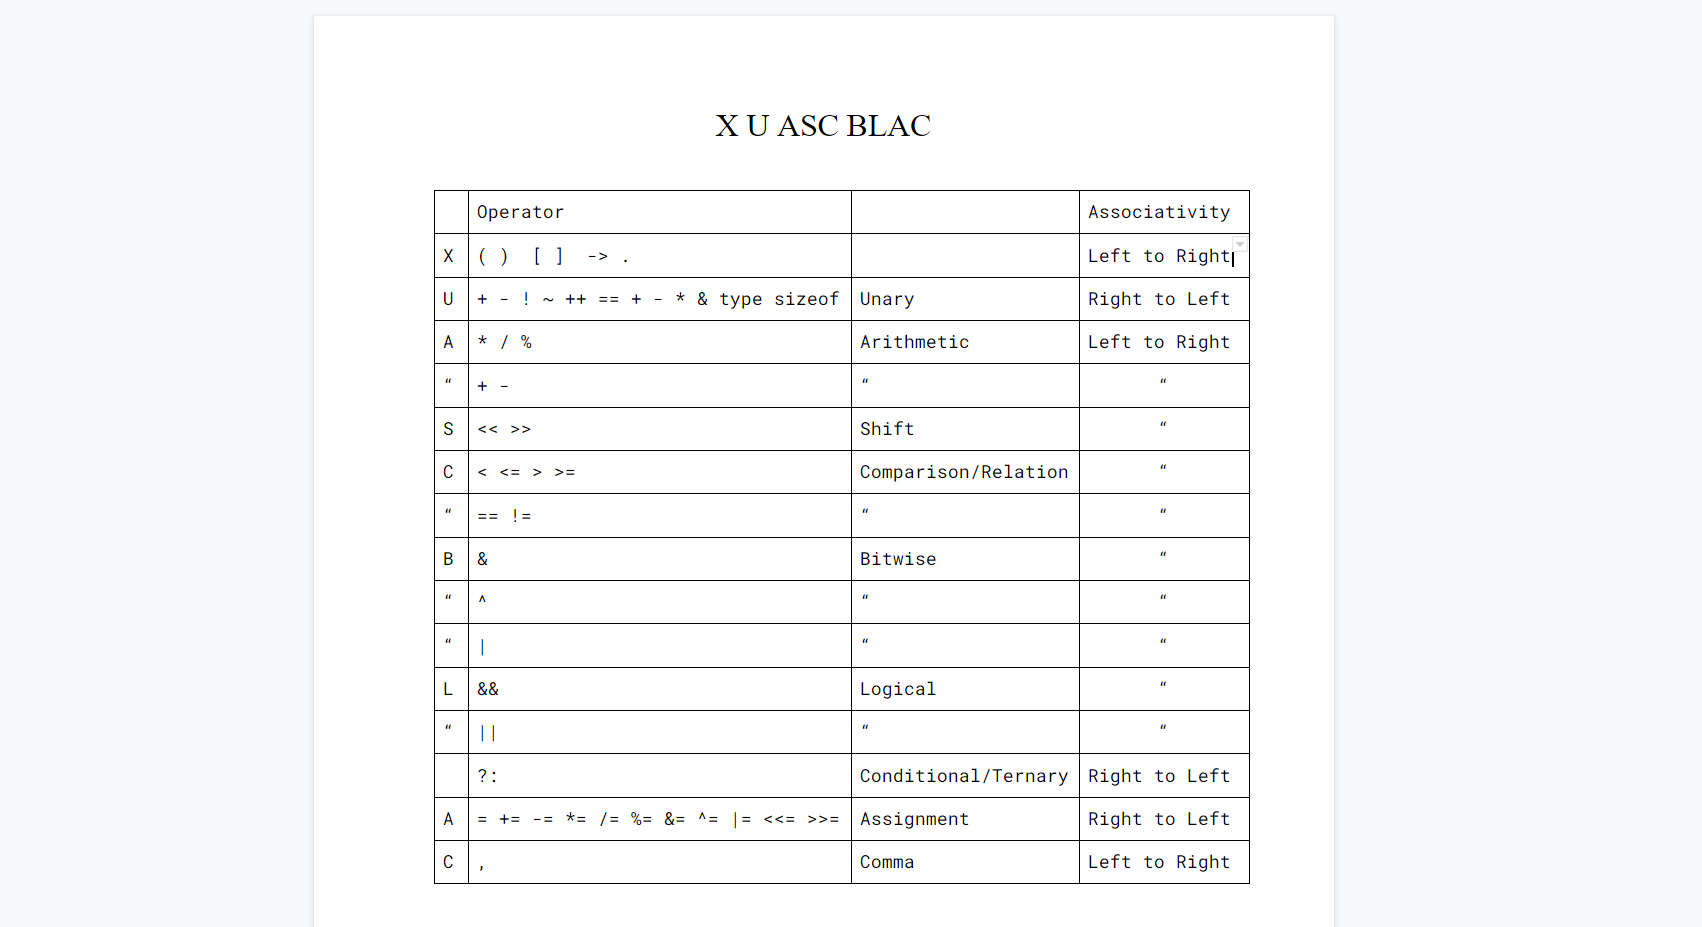 X U ASC BLAC
Operator Associativity
X ( ) [ ] -> . Left to Right
U + - ! ~ ++ == + - * & type sizeof Unary Right to Left
A * / % Arithmetic Left to Right
“ + - “ “
S << >> Shift “
C < <= > >= Comparison/Relation “
“ == != “ “
B & Bitwise “
“ ^ “ “
“ | “ “
L && Logical “
“ || “ “
?: Conditional/Ternary Right to Left
A = += -= *= /= %= &= ^= |= <<= >>= Assignment Right to Left
C , Comma Left to Right